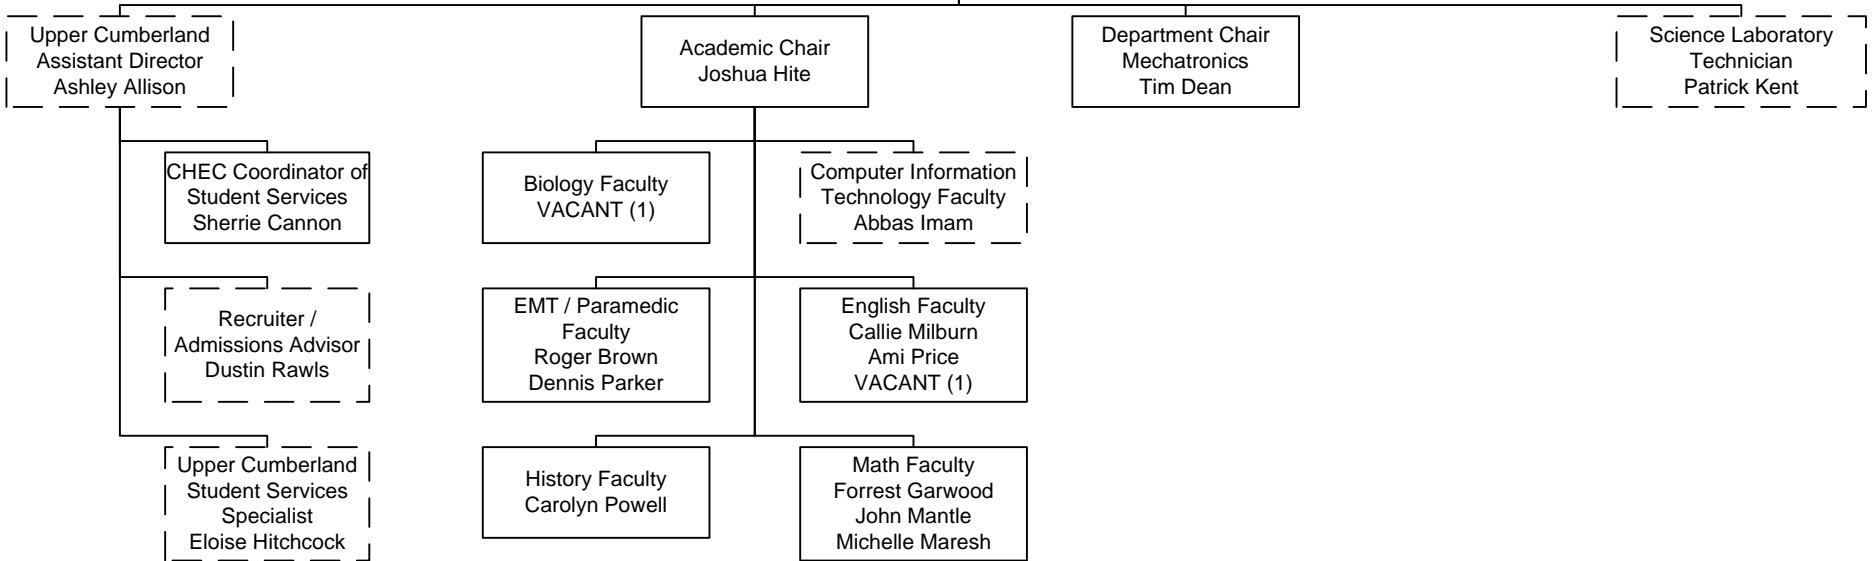 Upper Cumberland
Assistant Director
Ashley Allison
Academic Chair
Joshua Hite
Department Chair
Mechatronics
Tim Dean
Science Laboratory
Technician
Patrick Kent
CHEC Coordinator of
Student Services
Sherrie Cannon
Biology Faculty
VACANT (1)
Computer Information
Technology Faculty
Abbas Imam
Recruiter /
Admissions Advisor
Dustin Rawls
EMT / Paramedic
Faculty
Roger Brown
Dennis Parker
English Faculty
Callie Milburn
Ami Price
VACANT (1)
Upper Cumberland
Student Services
Specialist
Eloise Hitchcock
History Faculty
Carolyn Powell
Math Faculty
Forrest Garwood
John Mantle
Michelle Maresh